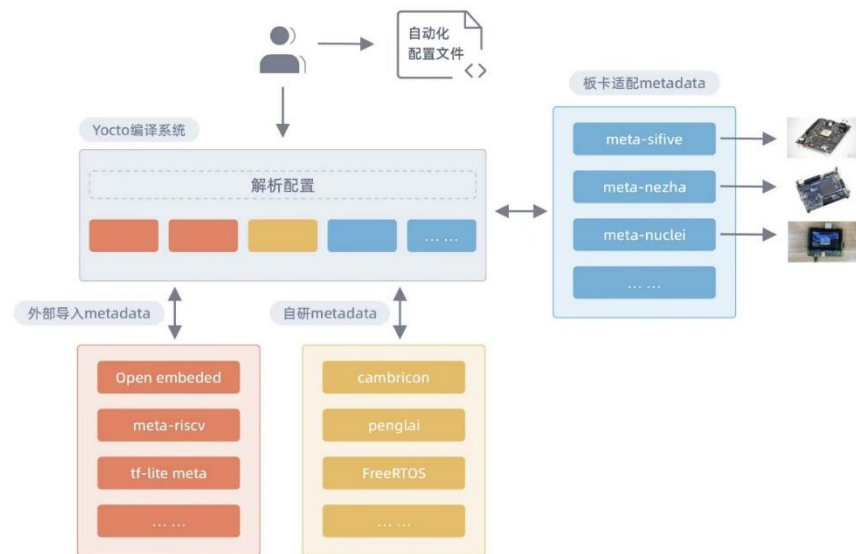 自动化
配置文件
板卡适配metadata
Yocto编译系统
meta-sifive
解析配置
meta-nezha
meta-nuclei
... ...
... ...
外部导入metadata
自研metadata
Open embeded
cambricon
meta-riscv
penglai
tf-lite meta
FreeRTOS
... ...
... ...